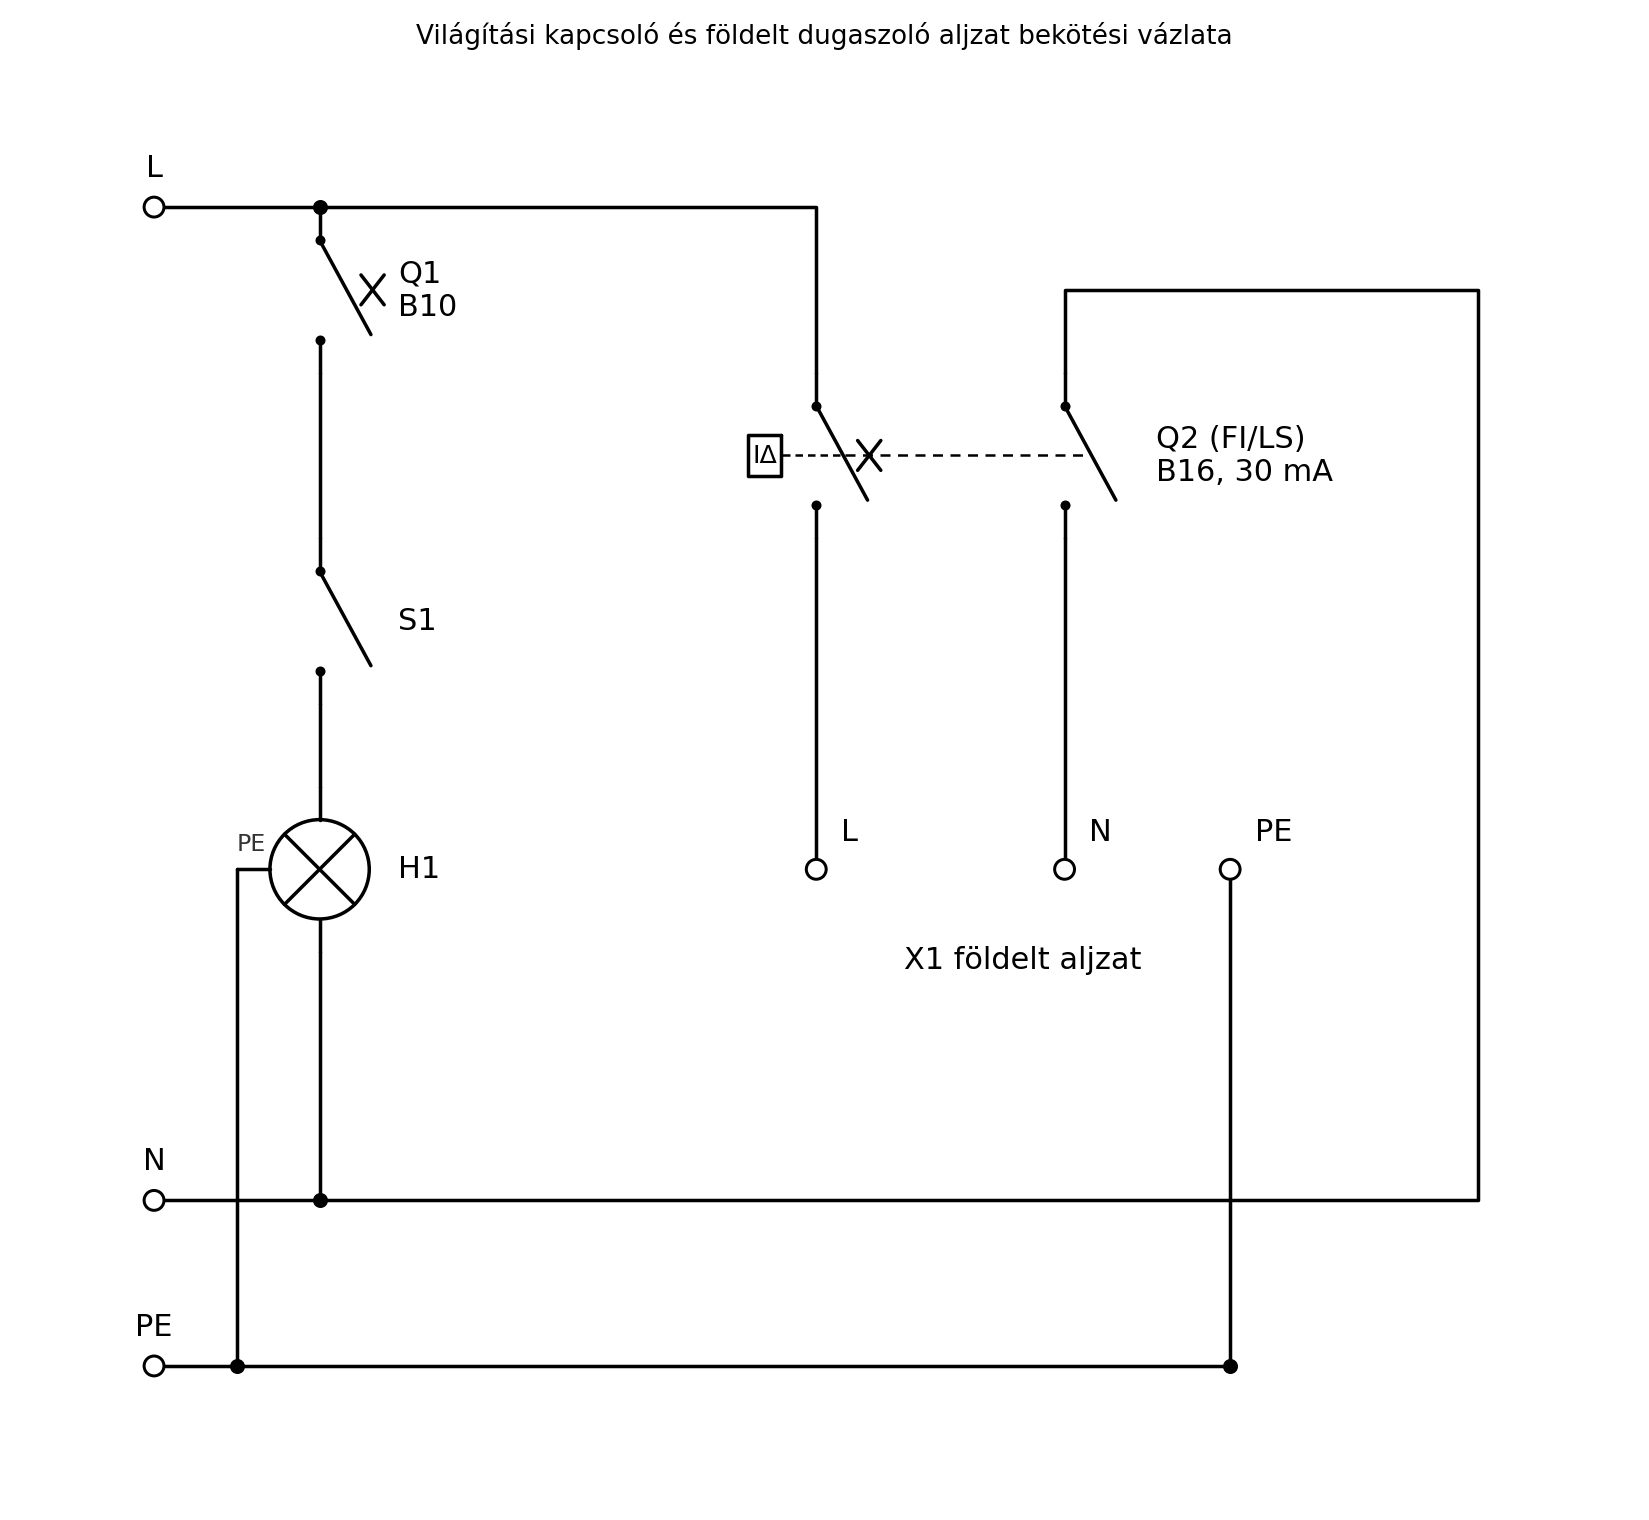 Világítási kapcsoló és földelt dugaszoló aljzat bekötési vázlata
L
Q1
B10
IΔ
Q2 (FI/LS)
B16, 30 mA
S1
L
N
PE
PE
H1
X1 földelt aljzat
N
PE